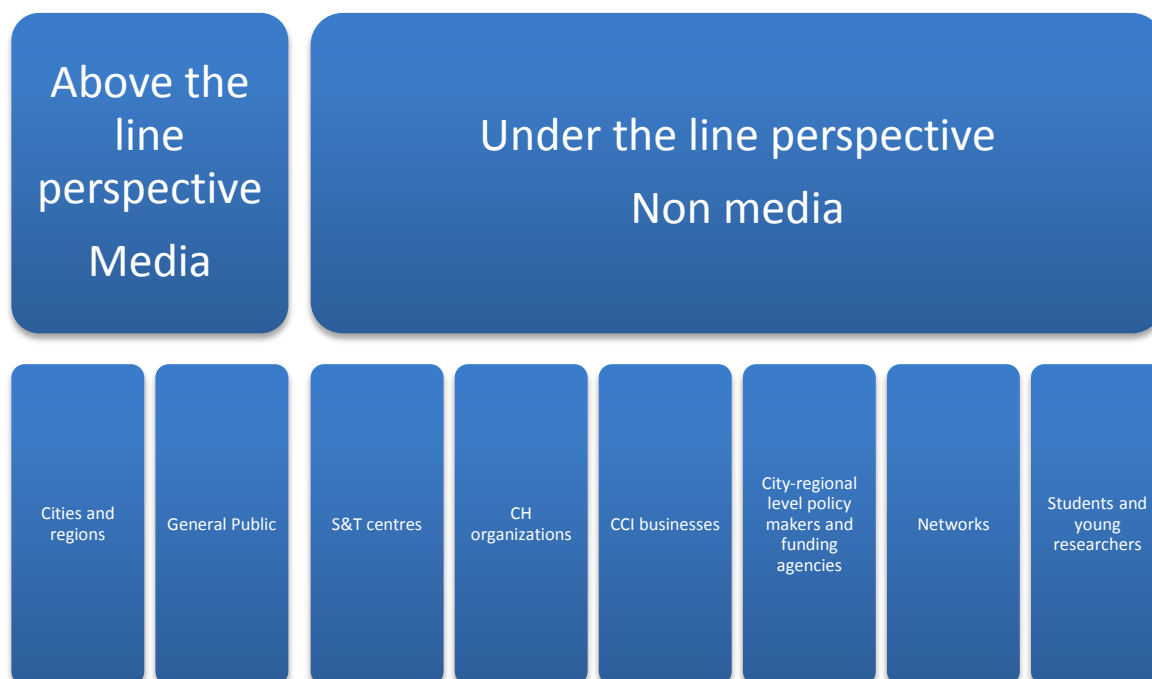 Above the
line
perspective
Media
Under the line perspective
Non media
Cities and
regions
General Public
S&T centres
CH
organizations
CCI businesses
City-regional
level policy
makers and
funding
agencies
Networks
Students and
young
researchers